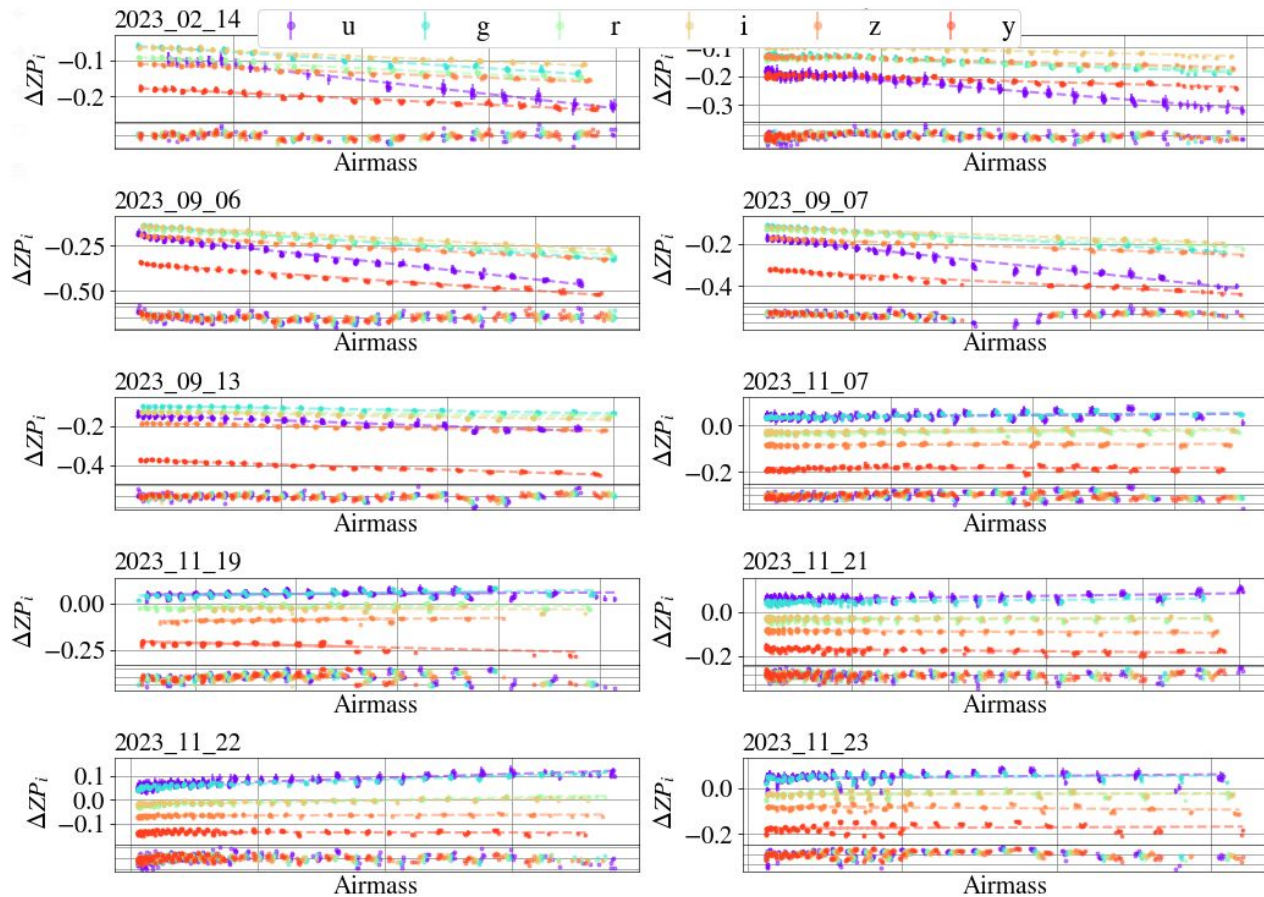 2023_02_14
u g r i z y
ΔZP_i
−0.1
−0.2
Airmass
−0.1
−0.2
−0.3
ΔZP_i
Airmass
2023_09_06
ΔZP_i
−0.25
−0.50
Airmass
2023_09_07
ΔZP_i
−0.2
−0.4
Airmass
2023_09_13
ΔZP_i
−0.2
−0.4
Airmass
2023_11_07
ΔZP_i
0.0
−0.2
Airmass
2023_11_19
ΔZP_i
0.00
−0.25
Airmass
2023_11_21
ΔZP_i
0.0
−0.2
Airmass
2023_11_22
ΔZP_i
0.1
0.0
−0.1
Airmass
2023_11_23
ΔZP_i
0.0
−0.2
Airmass